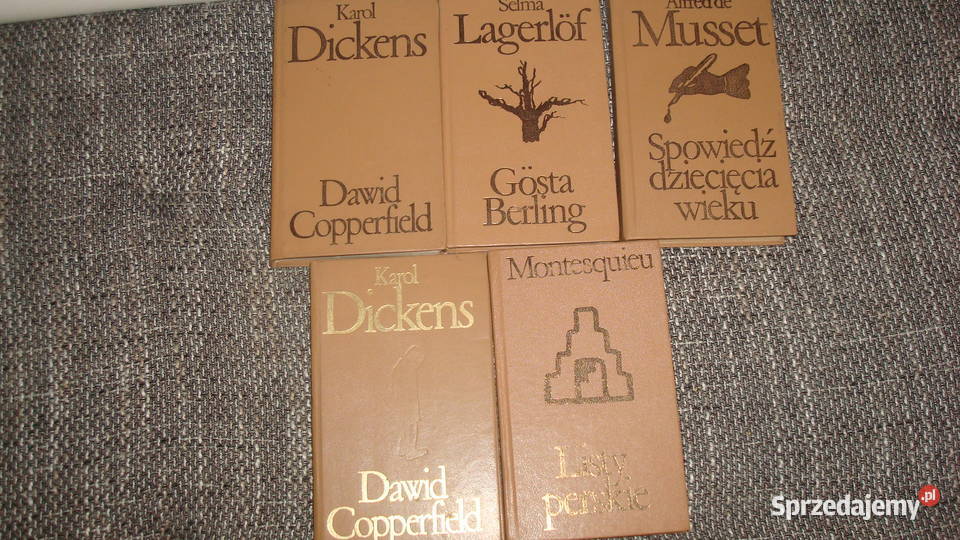 Karol
Dickens
Dawid
Copperfield
Selma
Lagerlöf
Gösta
Berling
Alfred de
Musset
Spowiedź
dziecięcia
wieku
Karol
Dickens
Dawid
Copperfield
Montesquieu
Listy
perskie
Sprzedajemy.pl